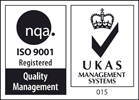 nqa.
ISO 9001
Registered
Quality
Management
UKAS
MANAGEMENT
SYSTEMS
015